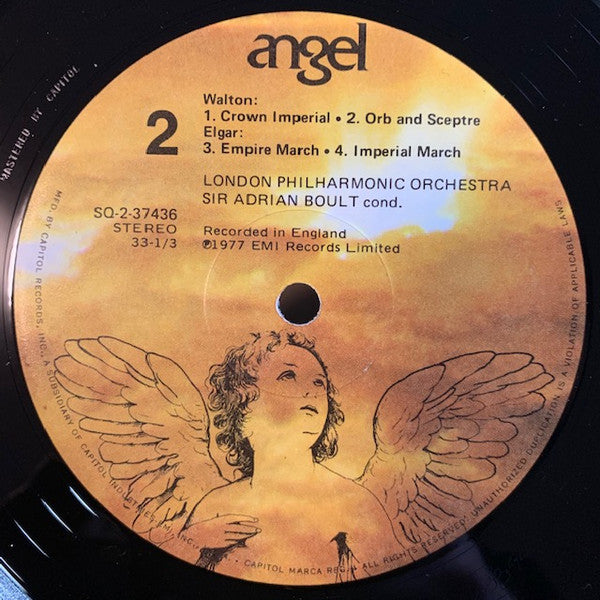 angel
2
Walton:
1. Crown Imperial • 2. Orb and Sceptre
Elgar:
3. Empire March • 4. Imperial March
LONDON PHILHARMONIC ORCHESTRA
SIR ADRIAN BOULT cond.
SQ-2-37436
STEREO
33-1/3
Recorded in England
℗1977 EMI Records Limited
MASTERED BY CAPITOL
MFD. BY CAPITOL RECORDS, INC., A SUBSIDIARY OF CAPITOL INDUSTRIES-EMI, INC.,
CAPITOL MARCA REG. • ALL RIGHTS RESERVED. UNAUTHORIZED DUPLICATION IS A VIOLATION OF APPLICABLE LAWS